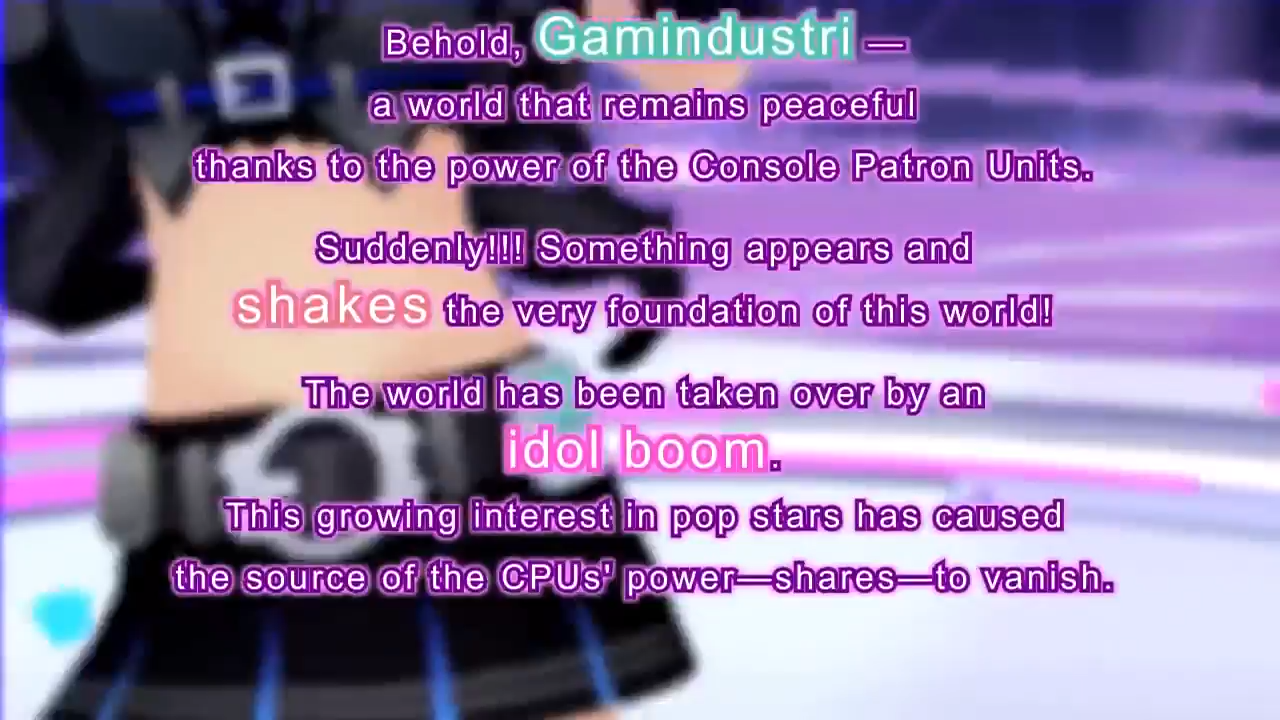 Behold, Gamindustri —
a world that remains peaceful
thanks to the power of the Console Patron Units.
Suddenly!!! Something appears and
shakes the very foundation of this world!
The world has been taken over by an
idol boom.
This growing interest in pop stars has caused
the source of the CPUs' power—shares—to vanish.